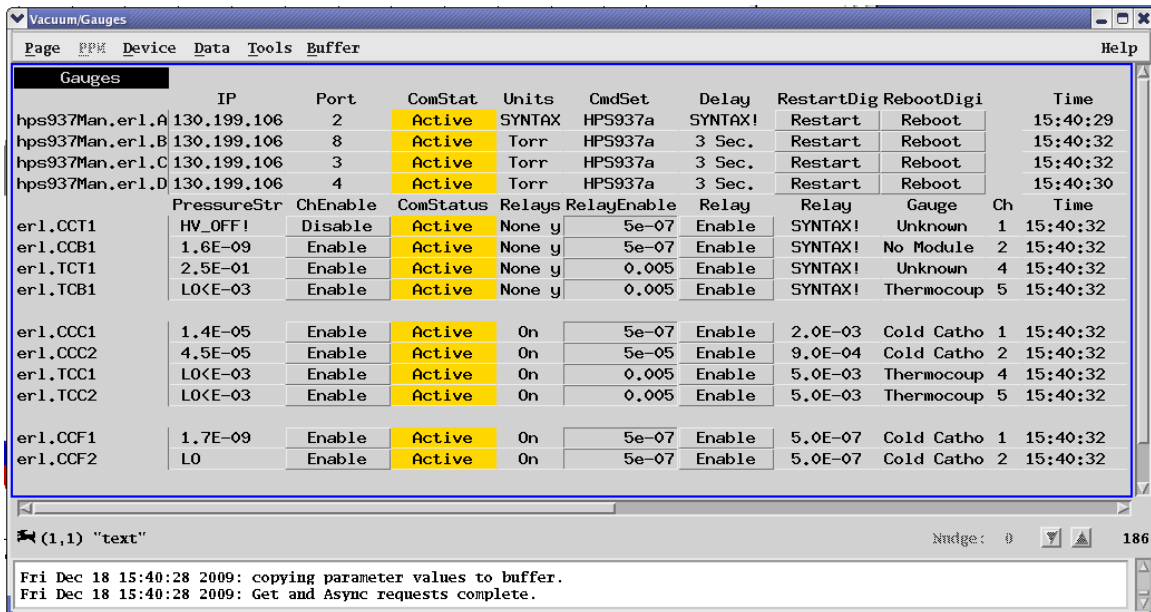 Vacuum/Gauges
Page PPM Device Data Tools Buffer Help
Gauges
IP Port ComStat Units CmdSet Delay RestartDig RebootDigi Time
hps937Man.erl.A 130.199.106 2 Active SYNTAX HPS937a SYNTAX! Restart Reboot 15:40:29
hps937Man.erl.B 130.199.106 8 Active Torr HPS937a 3 Sec. Restart Reboot 15:40:32
hps937Man.erl.C 130.199.106 3 Active Torr HPS937a 3 Sec. Restart Reboot 15:40:32
hps937Man.erl.D 130.199.106 4 Active Torr HPS937a 3 Sec. Restart Reboot 15:40:30
PressureStr ChEnable ComStatus Relays RelayEnable Relay Relay Gauge Ch Time
erl.CCT1 HV_OFF! Disable Active None y 5e-07 Enable SYNTAX! Unknown 1 15:40:32
erl.CCB1 1.6E-09 Enable Active None y 5e-07 Enable SYNTAX! No Module 2 15:40:32
erl.TCT1 2.5E-01 Enable Active None y 0.005 Enable SYNTAX! Unknown 4 15:40:32
erl.TCB1 LO<E-03 Enable Active None y 0.005 Enable SYNTAX! Thermocoup 5 15:40:32
erl.CCC1 1.4E-05 Enable Active On 5e-07 Enable 2.0E-03 Cold Catho 1 15:40:32
erl.CCC2 4.5E-05 Enable Active On 5e-05 Enable 9.0E-04 Cold Catho 2 15:40:32
erl.TCC1 LO<E-03 Enable Active On 0.005 Enable 5.0E-03 Thermocoup 4 15:40:32
erl.TCC2 LO<E-03 Enable Active On 0.005 Enable 5.0E-03 Thermocoup 5 15:40:32
erl.CCF1 1.7E-09 Enable Active On 5e-07 Enable 5.0E-07 Cold Catho 1 15:40:32
erl.CCF2 LO Enable Active On 5e-07 Enable 5.0E-07 Cold Catho 2 15:40:32
(1,1) "text" Nudge: 0 186
Fri Dec 18 15:40:28 2009: copying parameter values to buffer.
Fri Dec 18 15:40:28 2009: Get and Async requests complete.